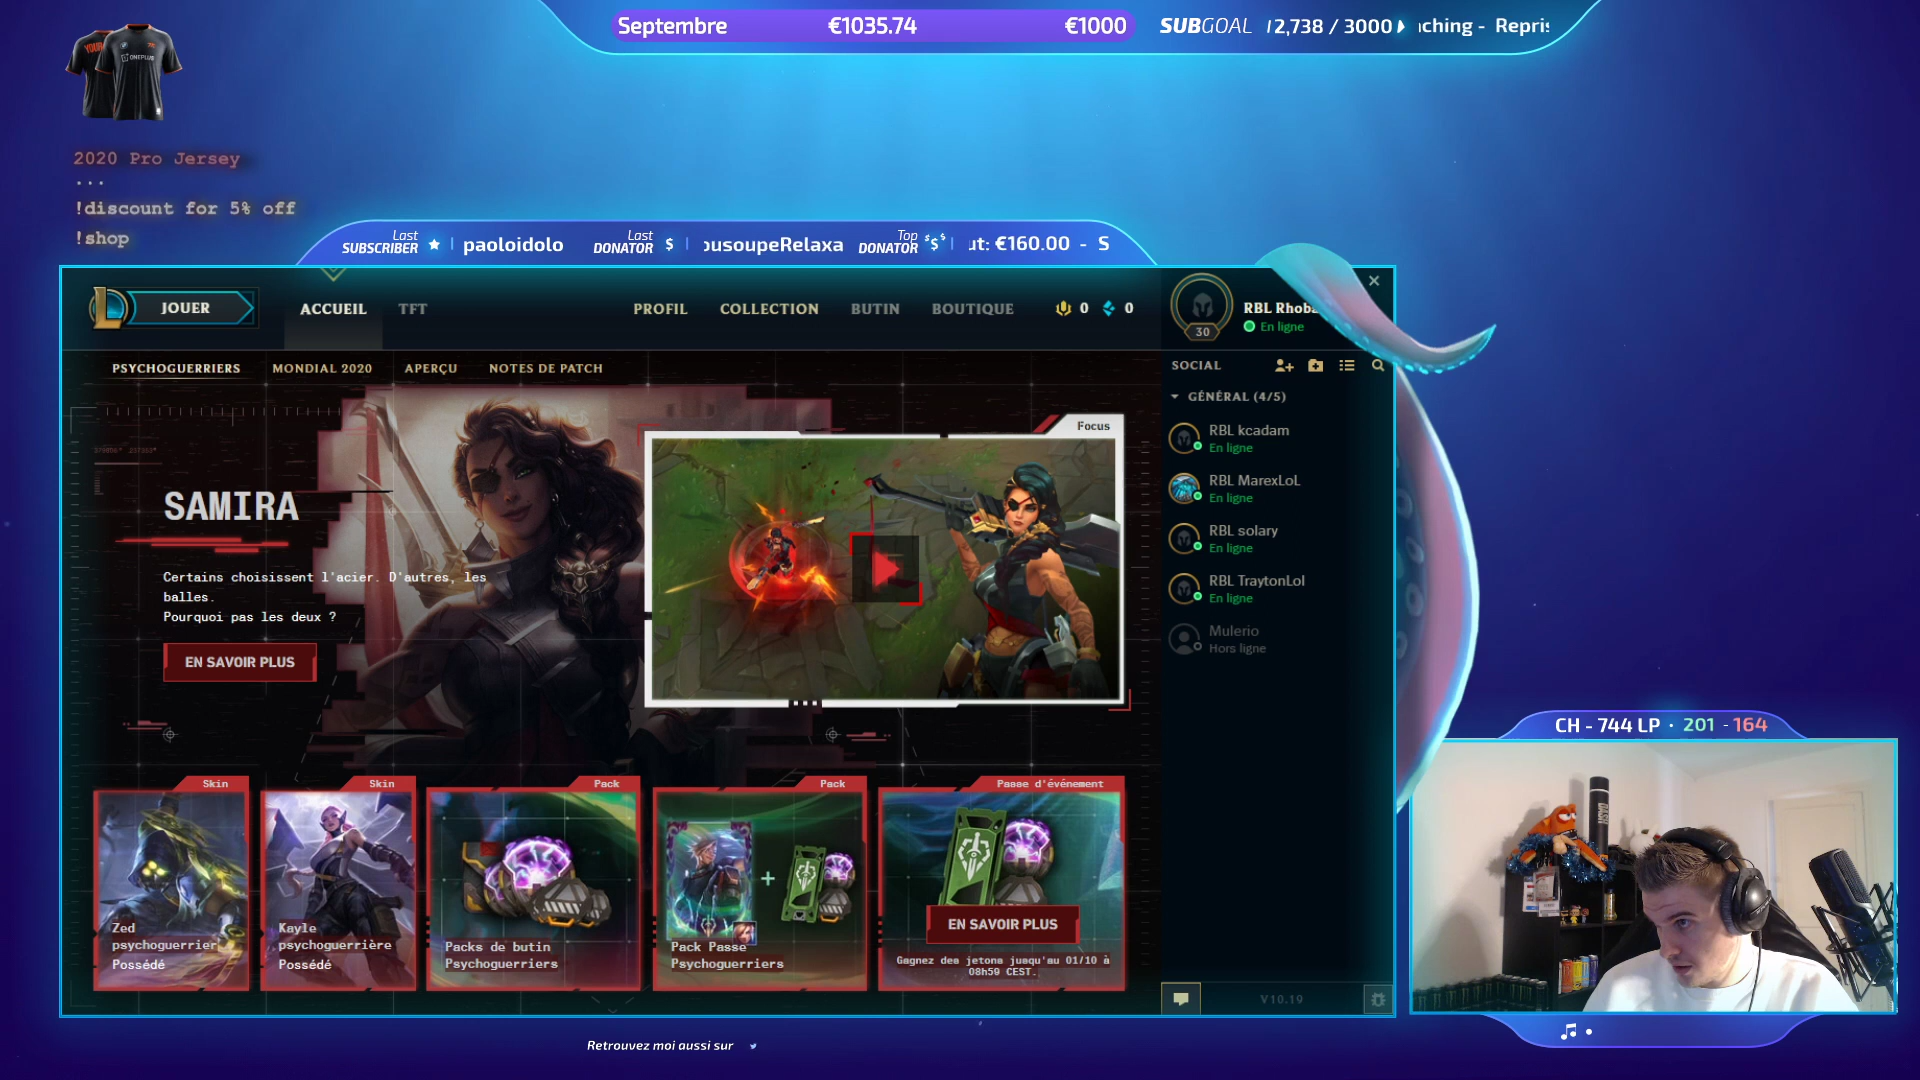 Septembre €1035.74 €1000
SUBGOAL 2,738 / 3000 ching - Repris
YOUR
ONEPLUS
2020 Pro Jersey
...
!discount for 5% off
!shop
Last SUBSCRIBER paoloidolo
Last DONATOR $ ousoupeRelaxa
Top DONATOR $$$ ut: €160.00 - S
JOUER
ACCUEIL
TFT
PROFIL
COLLECTION
BUTIN
BOUTIQUE
0
0
30
RBL Rhoba
En ligne
PSYCHOGUERRIERS
MONDIAL 2020
APERÇU
NOTES DE PATCH
SOCIAL
GÉNÉRAL (4/5)
RBL kcadam
En ligne
RBL MarexLoL
En ligne
RBL solary
En ligne
RBL TraytonLol
En ligne
Mulerio
Hors ligne
Focus
SAMIRA
Certains choisissent l'acier. D'autres, les
balles.
Pourquoi pas les deux ?
EN SAVOIR PLUS
Skin
Zed
psychoguerrier
Possédé
Skin
Kayle
psychoguerrière
Possédé
Pack
Packs de butin
Psychoguerriers
Pack
+
Pack Passe
Psychoguerriers
Passe d'événement
EN SAVOIR PLUS
Gagnez des jetons jusqu'au 01/10 à
08h59 CEST.
V10.19
CH - 744 LP · 201 - 164
Retrouvez moi aussi sur